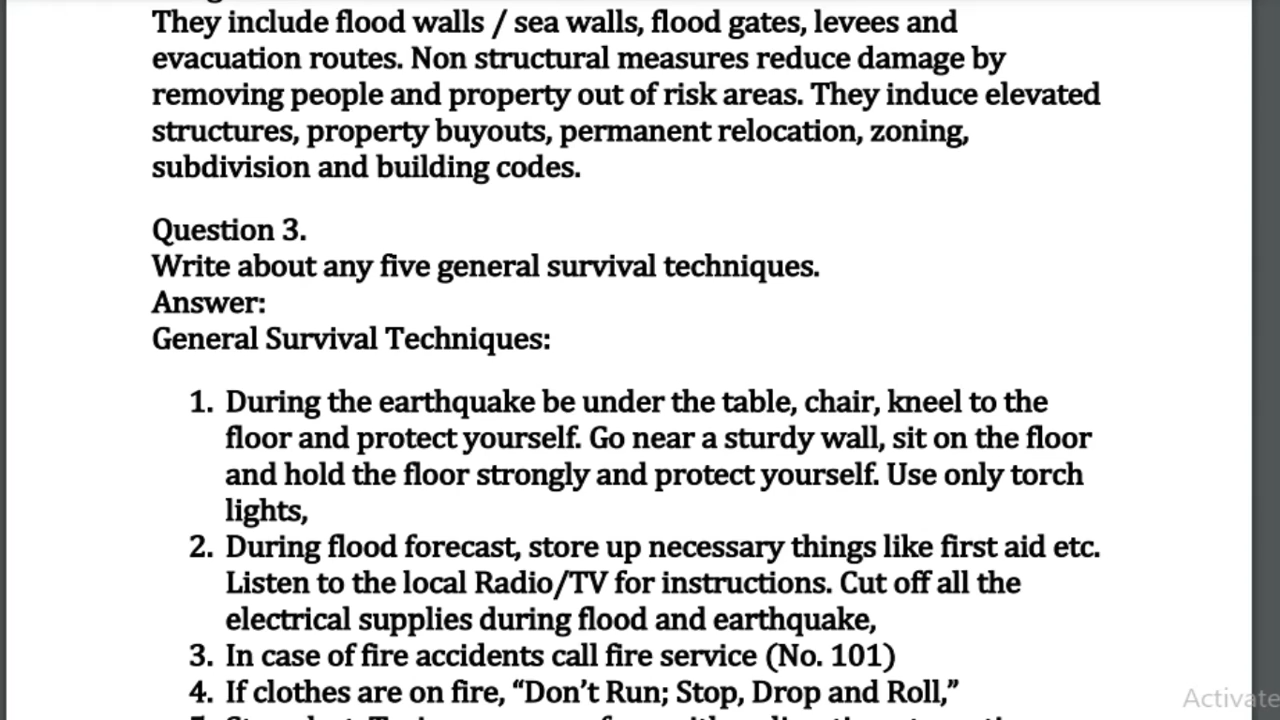 They include flood walls / sea walls, flood gates, levees and
evacuation routes. Non structural measures reduce damage by
removing people and property out of risk areas. They induce elevated
structures, property buyouts, permanent relocation, zoning,
subdivision and building codes.
Question 3.
Write about any five general survival techniques.
Answer:
General Survival Techniques:
1. During the earthquake be under the table, chair, kneel to the
floor and protect yourself. Go near a sturdy wall, sit on the floor
and hold the floor strongly and protect yourself. Use only torch
lights,
2. During flood forecast, store up necessary things like first aid etc.
Listen to the local Radio/TV for instructions. Cut off all the
electrical supplies during flood and earthquake,
3. In case of fire accidents call fire service (No. 101)
4. If clothes are on fire, “Don’t Run; Stop, Drop and Roll,”
Activate